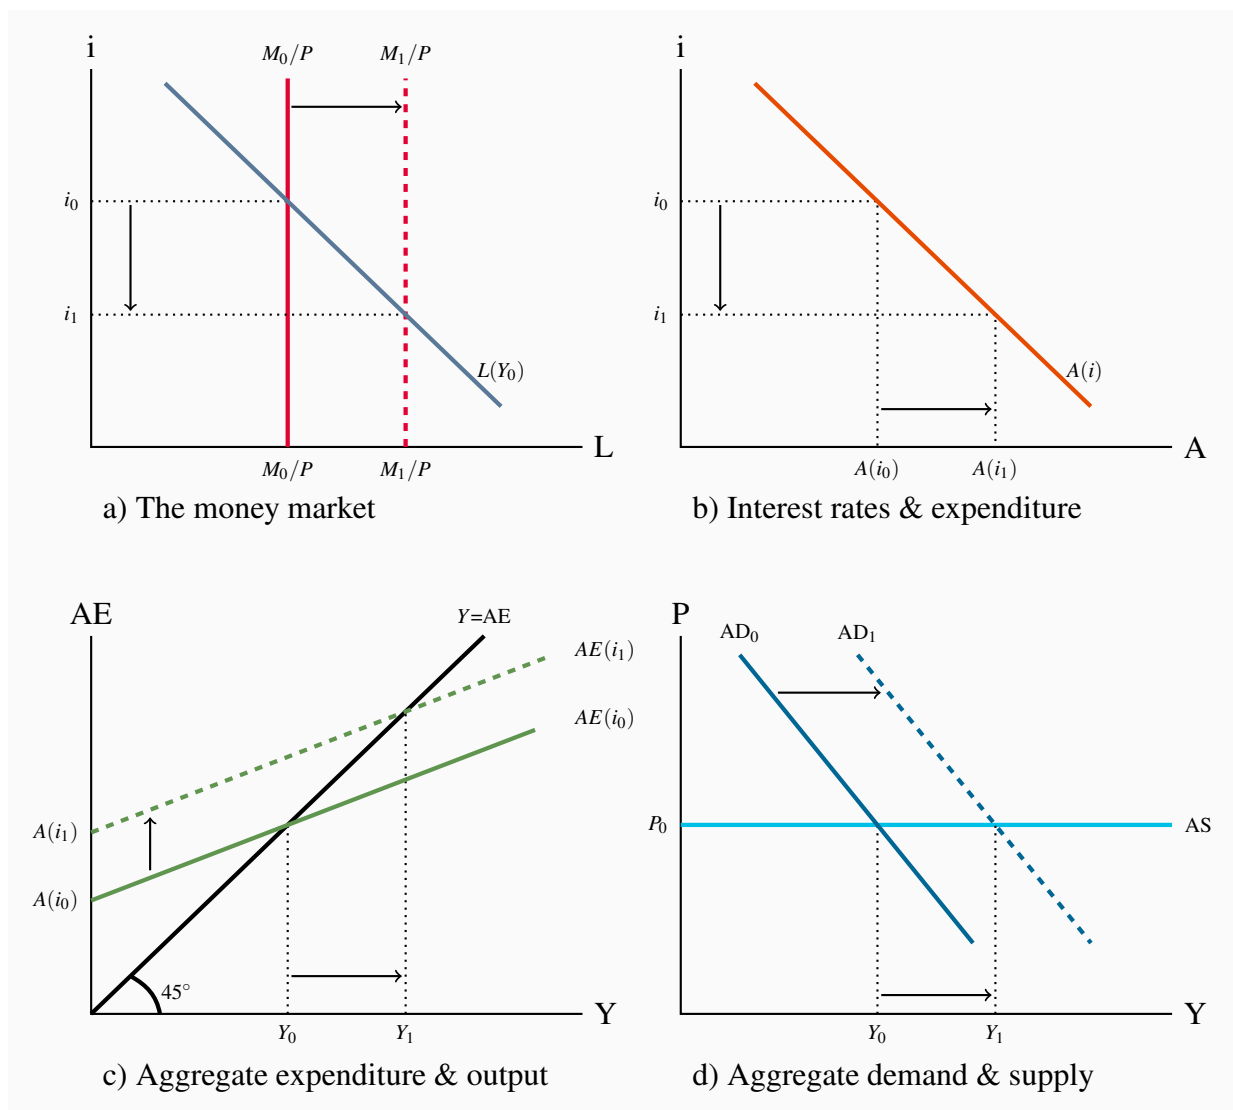 i
M₀/P
M₁/P
i₀
i₁
L(Y₀)
L
M₀/P
M₁/P
a) The money market
i
i₀
i₁
A(i)
A
A(i₀)
A(i₁)
b) Interest rates & expenditure
AE
Y=AE
AE(i₁)
AE(i₀)
A(i₁)
A(i₀)
45°
Y
Y₀
Y₁
c) Aggregate expenditure & output
P
AD₀
AD₁
P₀
AS
Y
Y₀
Y₁
d) Aggregate demand & supply